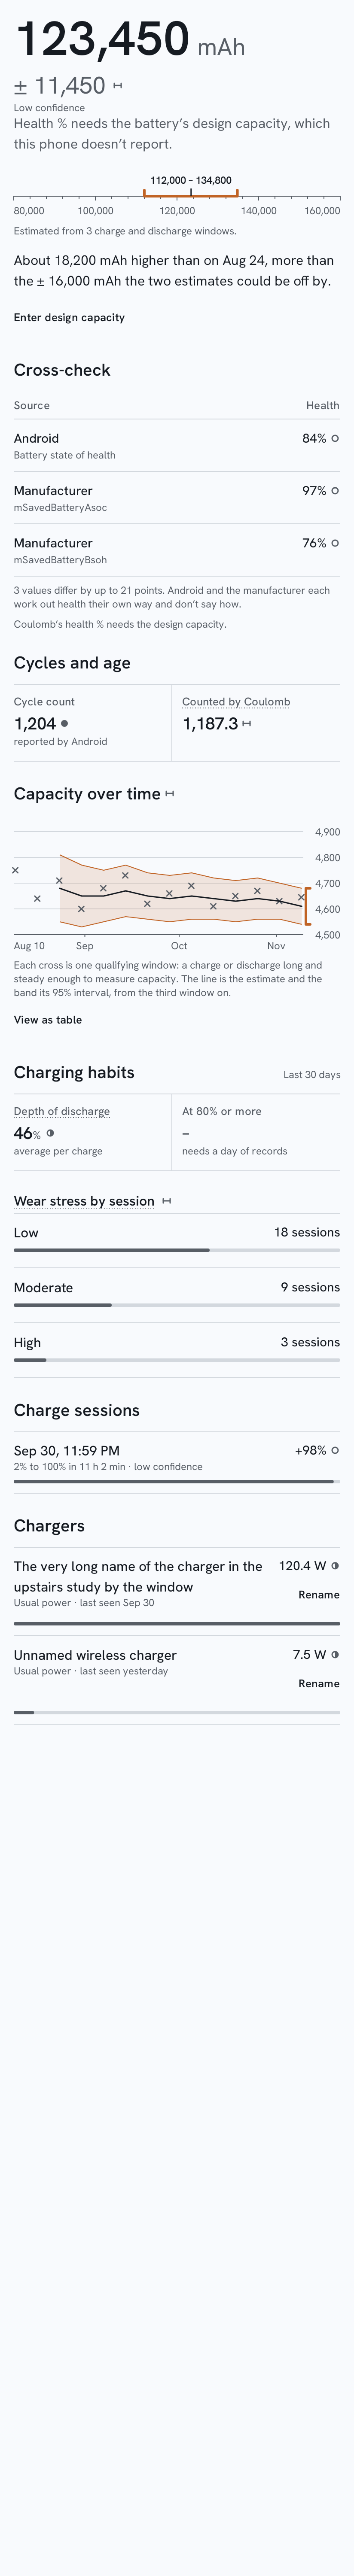 123,450 mAh
± 11,450
Low confidence
Health % needs the battery's design capacity, which
this phone doesn't report.
112,000 – 134,800
80,000 100,000 120,000 140,000 160,000
Estimated from 3 charge and discharge windows.
About 18,200 mAh higher than on Aug 24, more than
the ± 16,000 mAh the two estimates could be off by.
Enter design capacity
Cross-check
Source Health
Android 84%
Battery state of health
Manufacturer 97%
mSavedBatteryAsoc
Manufacturer 76%
mSavedBatteryBsoh
3 values differ by up to 21 points. Android and the manufacturer each
work out health their own way and don't say how.
Coulomb's health % needs the design capacity.
Cycles and age
Cycle count Counted by Coulomb
1,204 1,187.3
reported by Android
Capacity over time
4,900
4,800
4,700
4,600
4,500
Aug 10 Sep Oct Nov
Each cross is one qualifying window: a charge or discharge long and
steady enough to measure capacity. The line is the estimate and the
band its 95% interval, from the third window on.
View as table
Charging habits Last 30 days
Depth of discharge At 80% or more
46% –
average per charge needs a day of records
Wear stress by session
Low 18 sessions
Moderate 9 sessions
High 3 sessions
Charge sessions
Sep 30, 11:59 PM +98%
2% to 100% in 11 h 2 min · low confidence
Chargers
The very long name of the charger in the 120.4 W
upstairs study by the window Rename
Usual power · last seen Sep 30
Unnamed wireless charger 7.5 W
Usual power · last seen yesterday
Rename